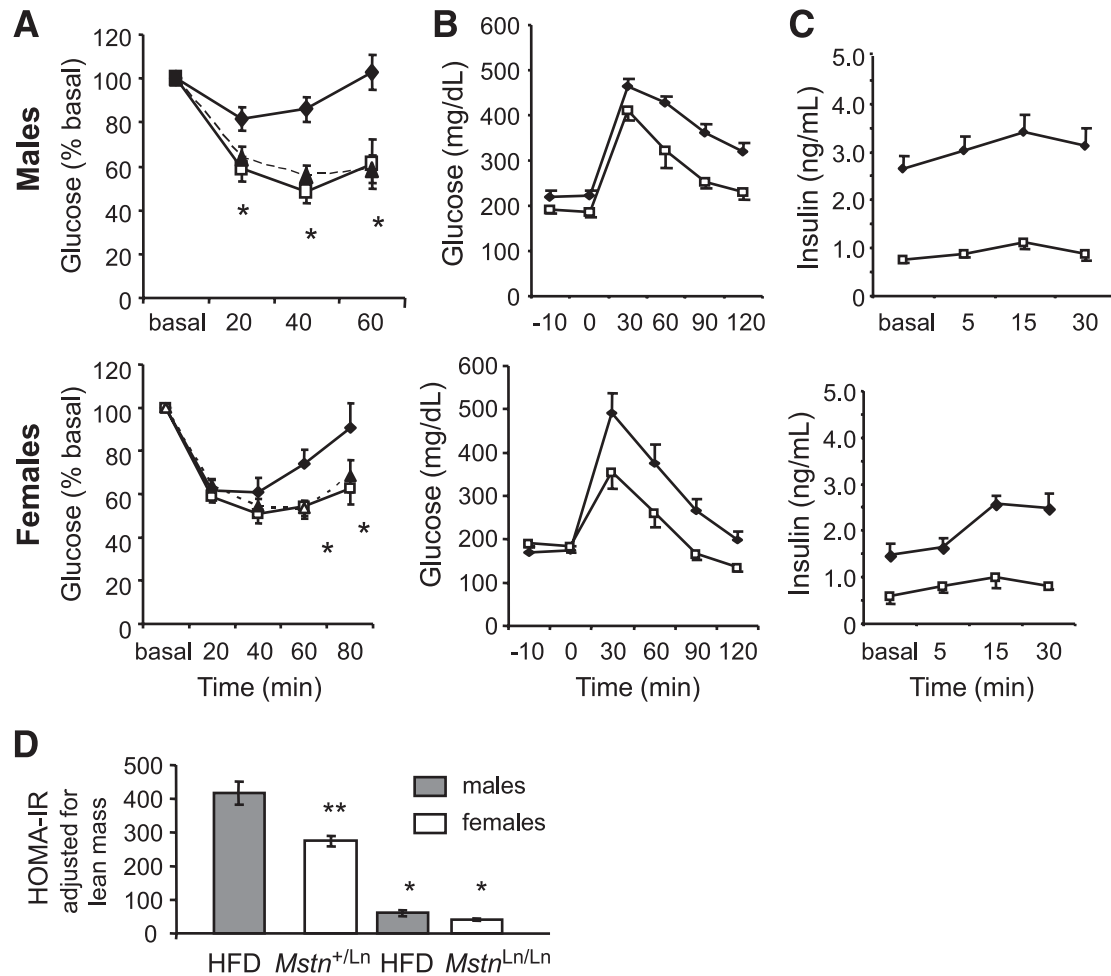 A
Males
Glucose (% basal)
120
100
80
60
40
20
0
basal 20 40 60
*
*
*
B
Glucose (mg/dL)
600
500
400
300
200
100
0
-10 0 30 60 90 120
C
Insulin (ng/mL)
5.0
4.0
3.0
2.0
1.0
0
basal 5 15 30
Females
Glucose (% basal)
120
100
80
60
40
20
0
basal 20 40 60 80
Time (min)
*
*
Glucose (mg/dL)
600
500
400
300
200
100
0
-10 0 30 60 90 120
Time (min)
Insulin (ng/mL)
5.0
4.0
3.0
2.0
1.0
0
basal 5 15 30
Time (min)
D
HOMA-IR
adjusted for
lean mass
500
400
300
200
100
0
** 
* *
males
females
HFD Mstn+/Ln HFD MstnLn/Ln